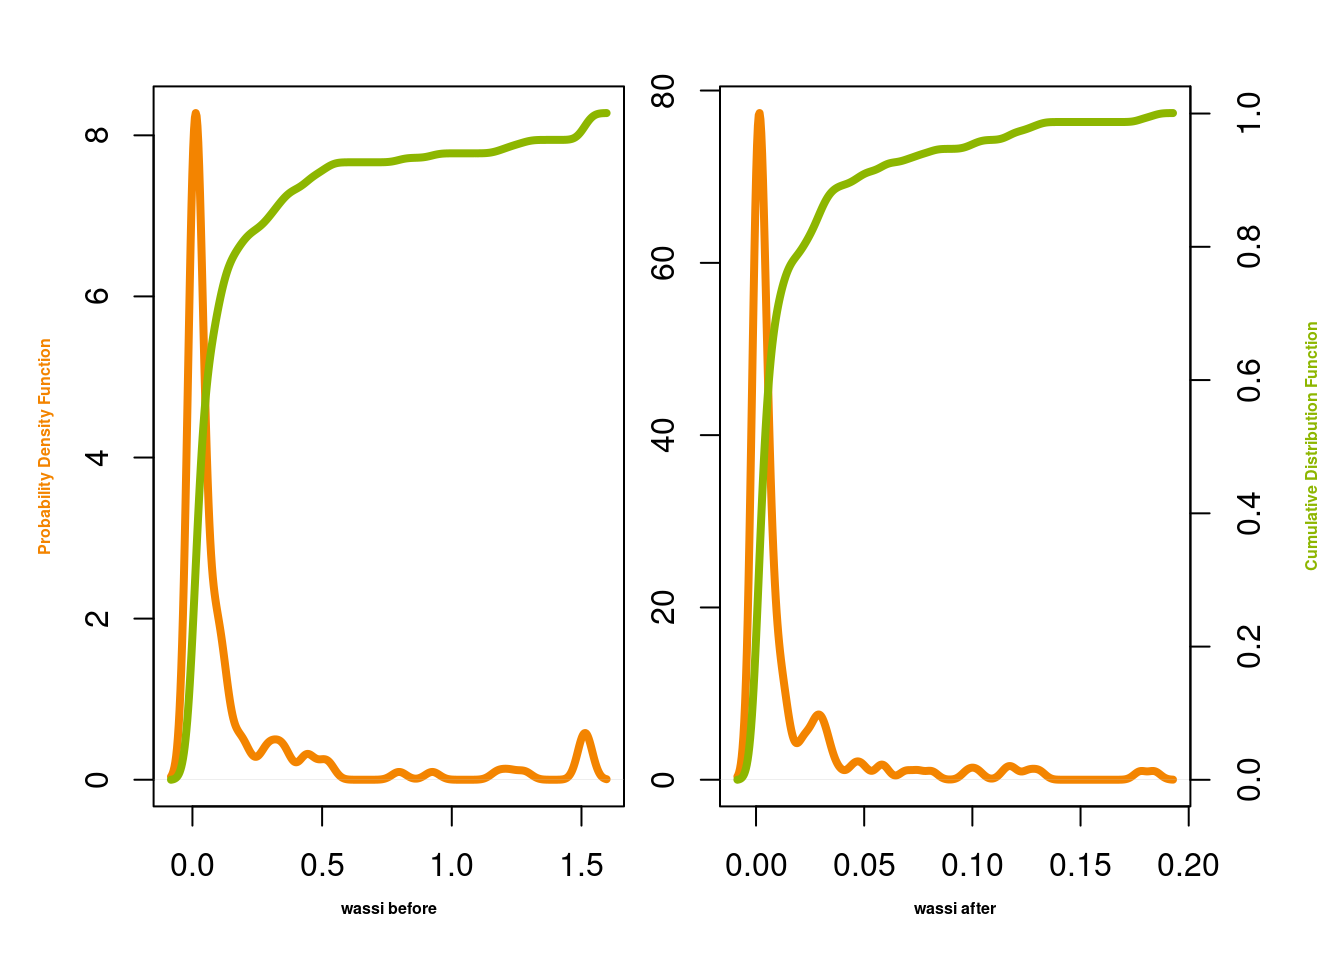 Probability Density Function
0
2
4
6
8
0.0 0.5 1.0 1.5
wassi before
0
20
40
60
80
0.00 0.05 0.10 0.15 0.20
wassi after
0.0
0.2
0.4
0.6
0.8
1.0
Cumulative Distribution Function